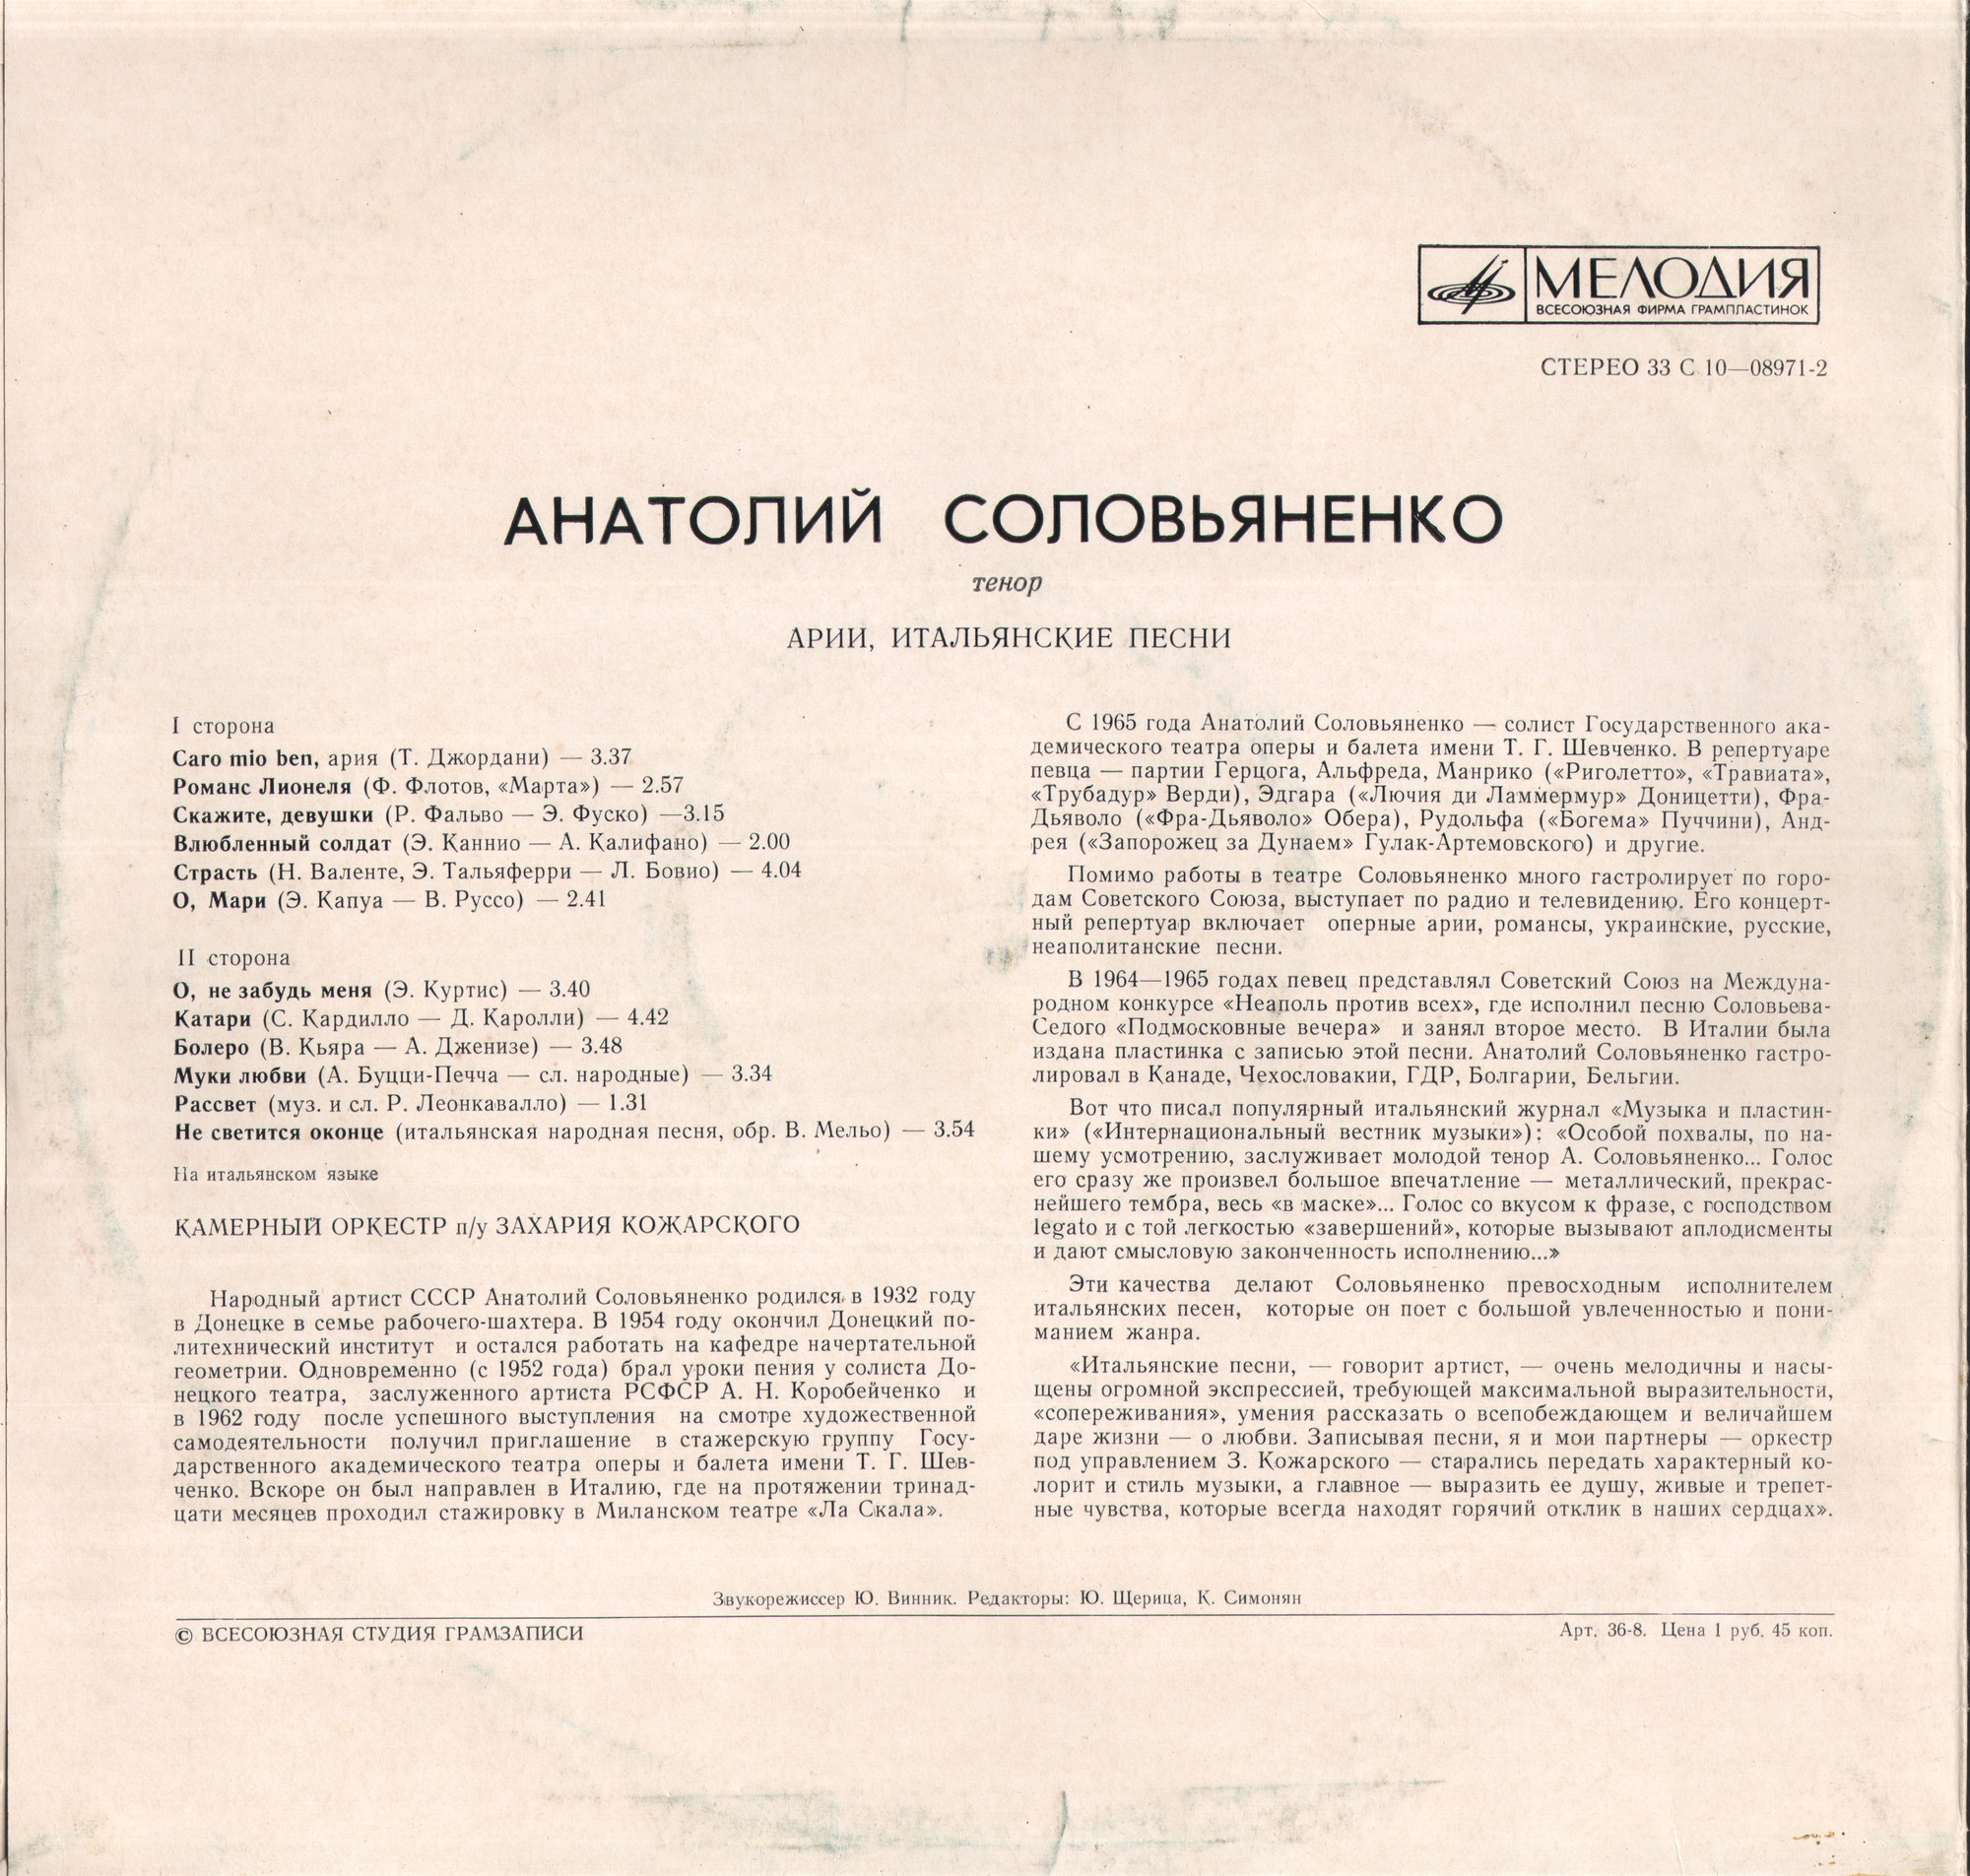 МЕЛОДИЯ
ВСЕСОЮЗНАЯ ФИРМА ГРАМПЛАСТИНОК
СТЕРЕО 33 С 10—08971-2
АНАТОЛИЙ СОЛОВЬЯНЕНКО
тенор
АРИИ, ИТАЛЬЯНСКИЕ ПЕСНИ
I сторона
Caro mio ben, ария (Т. Джордани) — 3.37
Романс Лионеля (Ф. Флотов, «Марта») — 2.57
Скажите, девушки (Р. Фальво — Э. Фуско) —3.15
Влюбленный солдат (Э. Каннио — А. Калифано) — 2.00
Страсть (Н. Валенте, Э. Тальяферри — Л. Бовио) — 4.04
О, Мари (Э. Капуа — В. Руссо) — 2.41
II сторона
О, не забудь меня (Э. Куртис) — 3.40
Катари (С. Кардилло — Д. Каролли) — 4.42
Болеро (В. Кьяра — А. Дженизе) — 3.48
Муки любви (А. Буцци-Печча — сл. народные) — 3.34
Рассвет (муз. и сл. Р. Леонкавалло) — 1.31
Не светится оконце (итальянская народная песня, обр. В. Мельо) — 3.54
На итальянском языке
КАМЕРНЫЙ ОРКЕСТР п/у ЗАХАРИЯ КОЖАРСКОГО
Народный артист СССР Анатолий Соловьяненко родился в 1932 году
в Донецке в семье рабочего-шахтера. В 1954 году окончил Донецкий по-
литехнический институт и остался работать на кафедре начертательной
геометрии. Одновременно (с 1952 года) брал уроки пения у солиста До-
нецкого театра, заслуженного артиста РСФСР А. Н. Коробейченко и
в 1962 году после успешного выступления на смотре художественной
самодеятельности получил приглашение в стажерскую группу Госу-
дарственного академического театра оперы и балета имени Т. Г. Шев-
ченко. Вскоре он был направлен в Италию, где на протяжении тринад-
цати месяцев проходил стажировку в Миланском театре «Ла Скала».
С 1965 года Анатолий Соловьяненко — солист Государственного ака-
демического театра оперы и балета имени Т. Г. Шевченко. В репертуаре
певца — партии Герцога, Альфреда, Манрико («Риголетто», «Травиата»,
«Трубадур» Верди), Эдгара («Лючия ди Ламмермур» Доницетти), Фра-
Дьяволо («Фра-Дьяволо» Обера), Рудольфа («Богема» Пуччини), Анд-
рея («Запорожец за Дунаем» Гулак-Артемовского) и другие.
Помимо работы в театре Соловьяненко много гастролирует по горо-
дам Советского Союза, выступает по радио и телевидению. Его концерт-
ный репертуар включает оперные арии, романсы, украинские, русские,
неаполитанские песни.
В 1964—1965 годах певец представлял Советский Союз на Междуна-
родном конкурсе «Неаполь против всех», где исполнил песню Соловьева-
Седого «Подмосковные вечера» и занял второе место. В Италии была
издана пластинка с записью этой песни. Анатолий Соловьяненко гастро-
лировал в Канаде, Чехословакии, ГДР, Болгарии, Бельгии.
Вот что писал популярный итальянский журнал «Музыка и пластин-
ки» («Интернациональный вестник музыки»): «Особой похвалы, по на-
шему усмотрению, заслуживает молодой тенор А. Соловьяненко... Голос
его сразу же произвел большое впечатление — металлический, прекрас-
нейшего тембра, весь «в маске»... Голос со вкусом к фразе, с господством
legato и с той легкостью «завершений», которые вызывают аплодисменты
и дают смысловую законченность исполнению...»
Эти качества делают Соловьяненко превосходным исполнителем
итальянских песен, которые он поет с большой увлеченностью и пони-
манием жанра.
«Итальянские песни, — говорит артист, — очень мелодичны и насы-
щены огромной экспрессией, требующей максимальной выразительности,
«сопереживания», умения рассказать о всепобеждающем и величайшем
даре жизни — о любви. Записывая песни, я и мои партнеры — оркестр
под управлением З. Кожарского — старались передать характерный ко-
лорит и стиль музыки, а главное — выразить ее душу, живые и трепет-
ные чувства, которые всегда находят горячий отклик в наших сердцах».
Звукорежиссер Ю. Винник. Редакторы: Ю. Щерица, К. Симонян
© ВСЕСОЮЗНАЯ СТУДИЯ ГРАМЗАПИСИ
Арт. 36-8. Цена 1 руб. 45 коп.